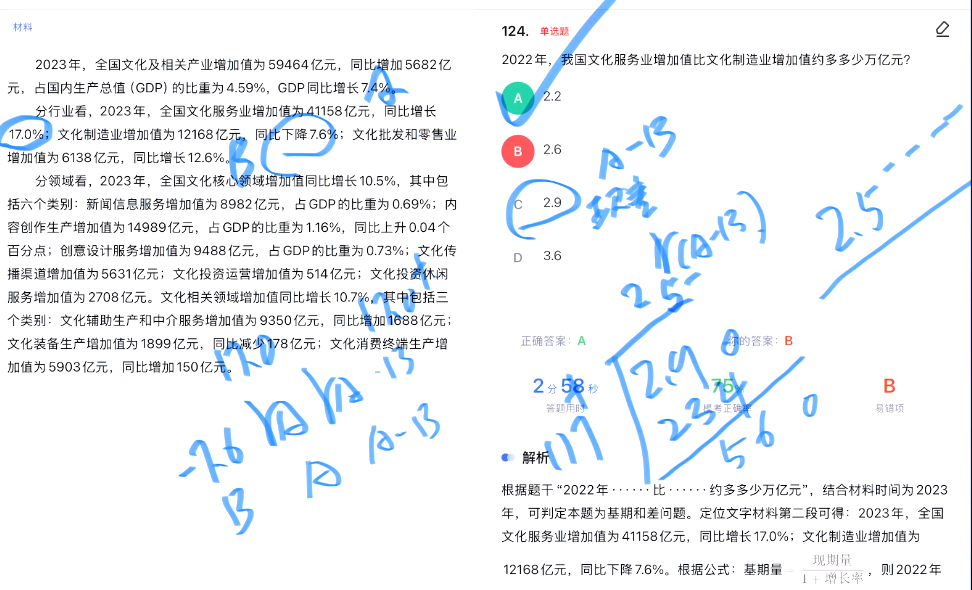 材料
2023年，全国文化及相关产业增加值为59464亿元，同比增加5682亿
元，占国内生产总值（GDP）的比重为4.59%，GDP同比增长7.4%。
分行业看，2023年，全国文化服务业增加值为41158亿元，同比增长
17.0%；文化制造业增加值为12168亿元，同比下降7.6%；文化批发和零售业
增加值为6138亿元，同比增长12.6%。
分领域看，2023年，全国文化核心领域增加值同比增长10.5%，其中包
括六个类别：新闻信息服务增加值为8982亿元，占GDP的比重为0.69%；内
容创作生产增加值为14989亿元，占GDP的比重为1.16%，同比上升0.04个
百分点；创意设计服务增加值为9488亿元，占GDP的比重为0.73%；文化传
播渠道增加值为5631亿元；文化投资运营增加值为514亿元；文化投资休闲
服务增加值为2708亿元。文化相关领域增加值同比增长10.7%，其中包括三
个类别：文化辅助生产和中介服务增加值为9350亿元，同比增加1688亿元；
文化装备生产增加值为1899亿元，同比减少178亿元；文化消费终端生产增
加值为5903亿元，同比增加150亿元。
A
B
17.0%
17.0
A-B
-7.6
A
A
B
A
A-B
124. 单选题
2022年，我国文化服务业增加值比文化制造业增加值约多多少万亿元？
A 2.2
B 2.6
C 2.9
D 3.6
A-B
(A-B)
25
2.5
正确答案：A
你的答案：B
2分58秒
答题用时
75%
模考正确率
B
易错项
2.9 0
117
234
560
0
解析
根据题干“2022年······比······约多多少万亿元”，结合材料时间为2023
年，可判定本题为基期和差问题。定位文字材料第二段可得：2023年，全国
文化服务业增加值为41158亿元，同比增长17.0%；文化制造业增加值为
12168亿元，同比下降7.6%。根据公式：基期量=现期量/1+增长率，则2022年